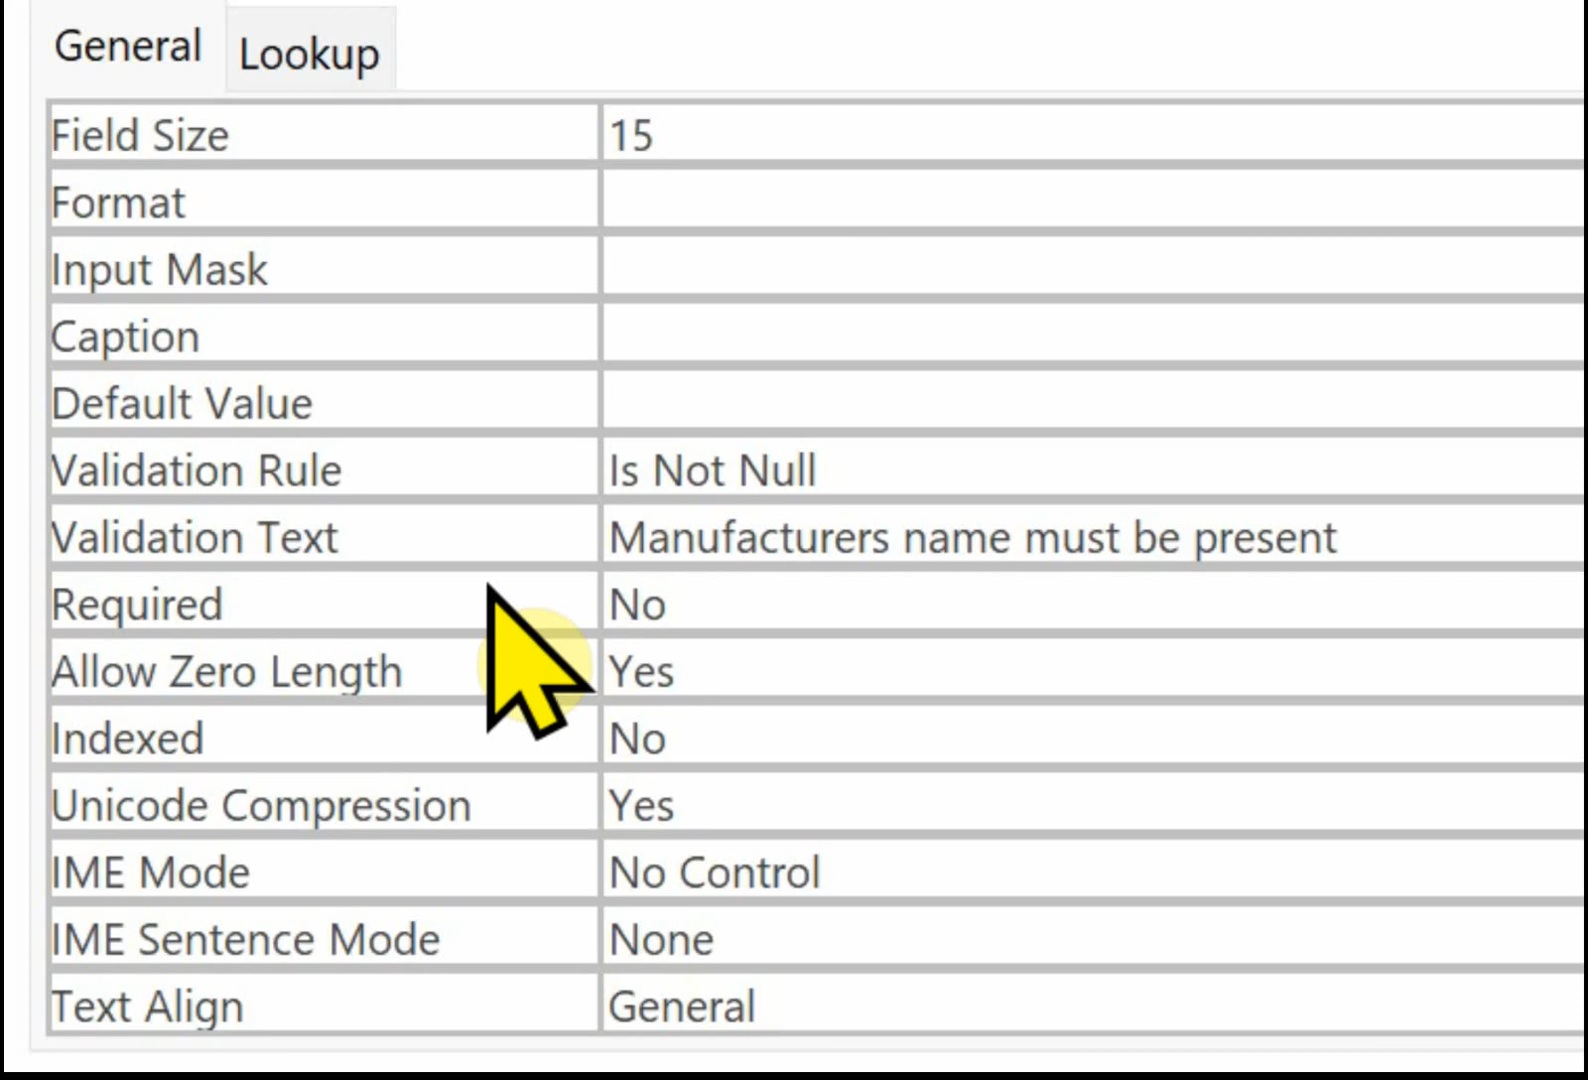 General Lookup
Field Size 15
Format
Input Mask
Caption
Default Value
Validation Rule Is Not Null
Validation Text Manufacturers name must be present
Required No
Allow Zero Length Yes
Indexed No
Unicode Compression Yes
IME Mode No Control
IME Sentence Mode None
Text Align General